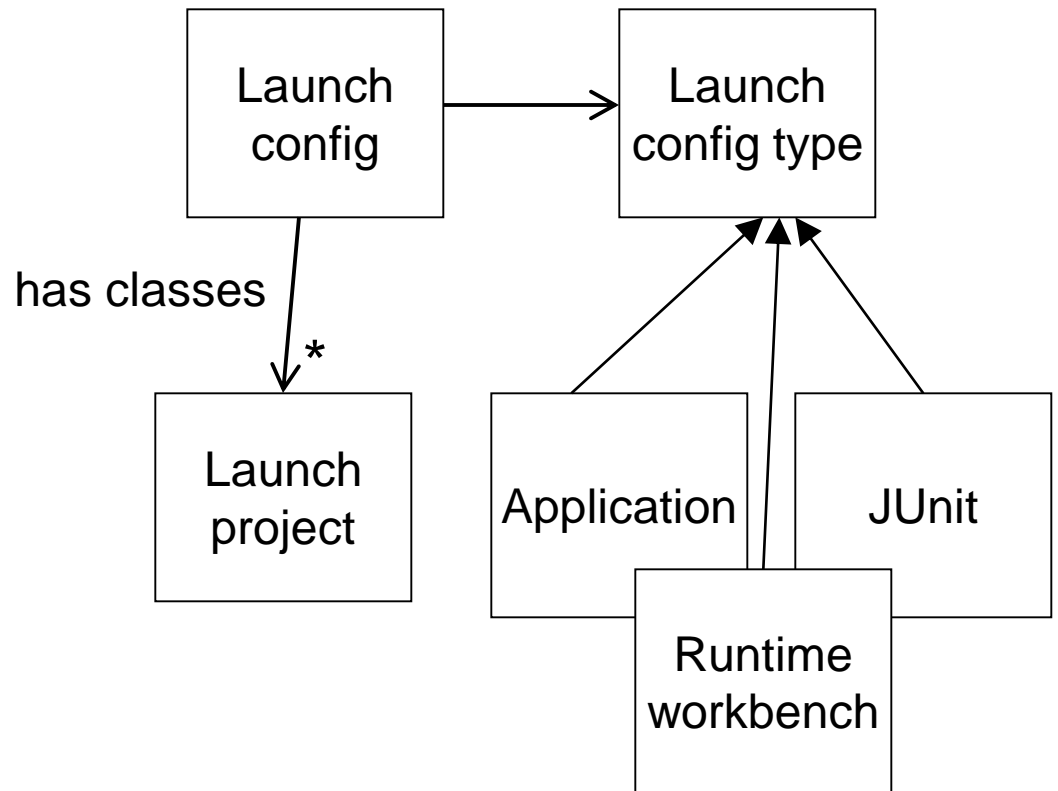 Launch
config
Launch
config type
has classes
*
Launch
project
Application
JUnit
Runtime
workbench